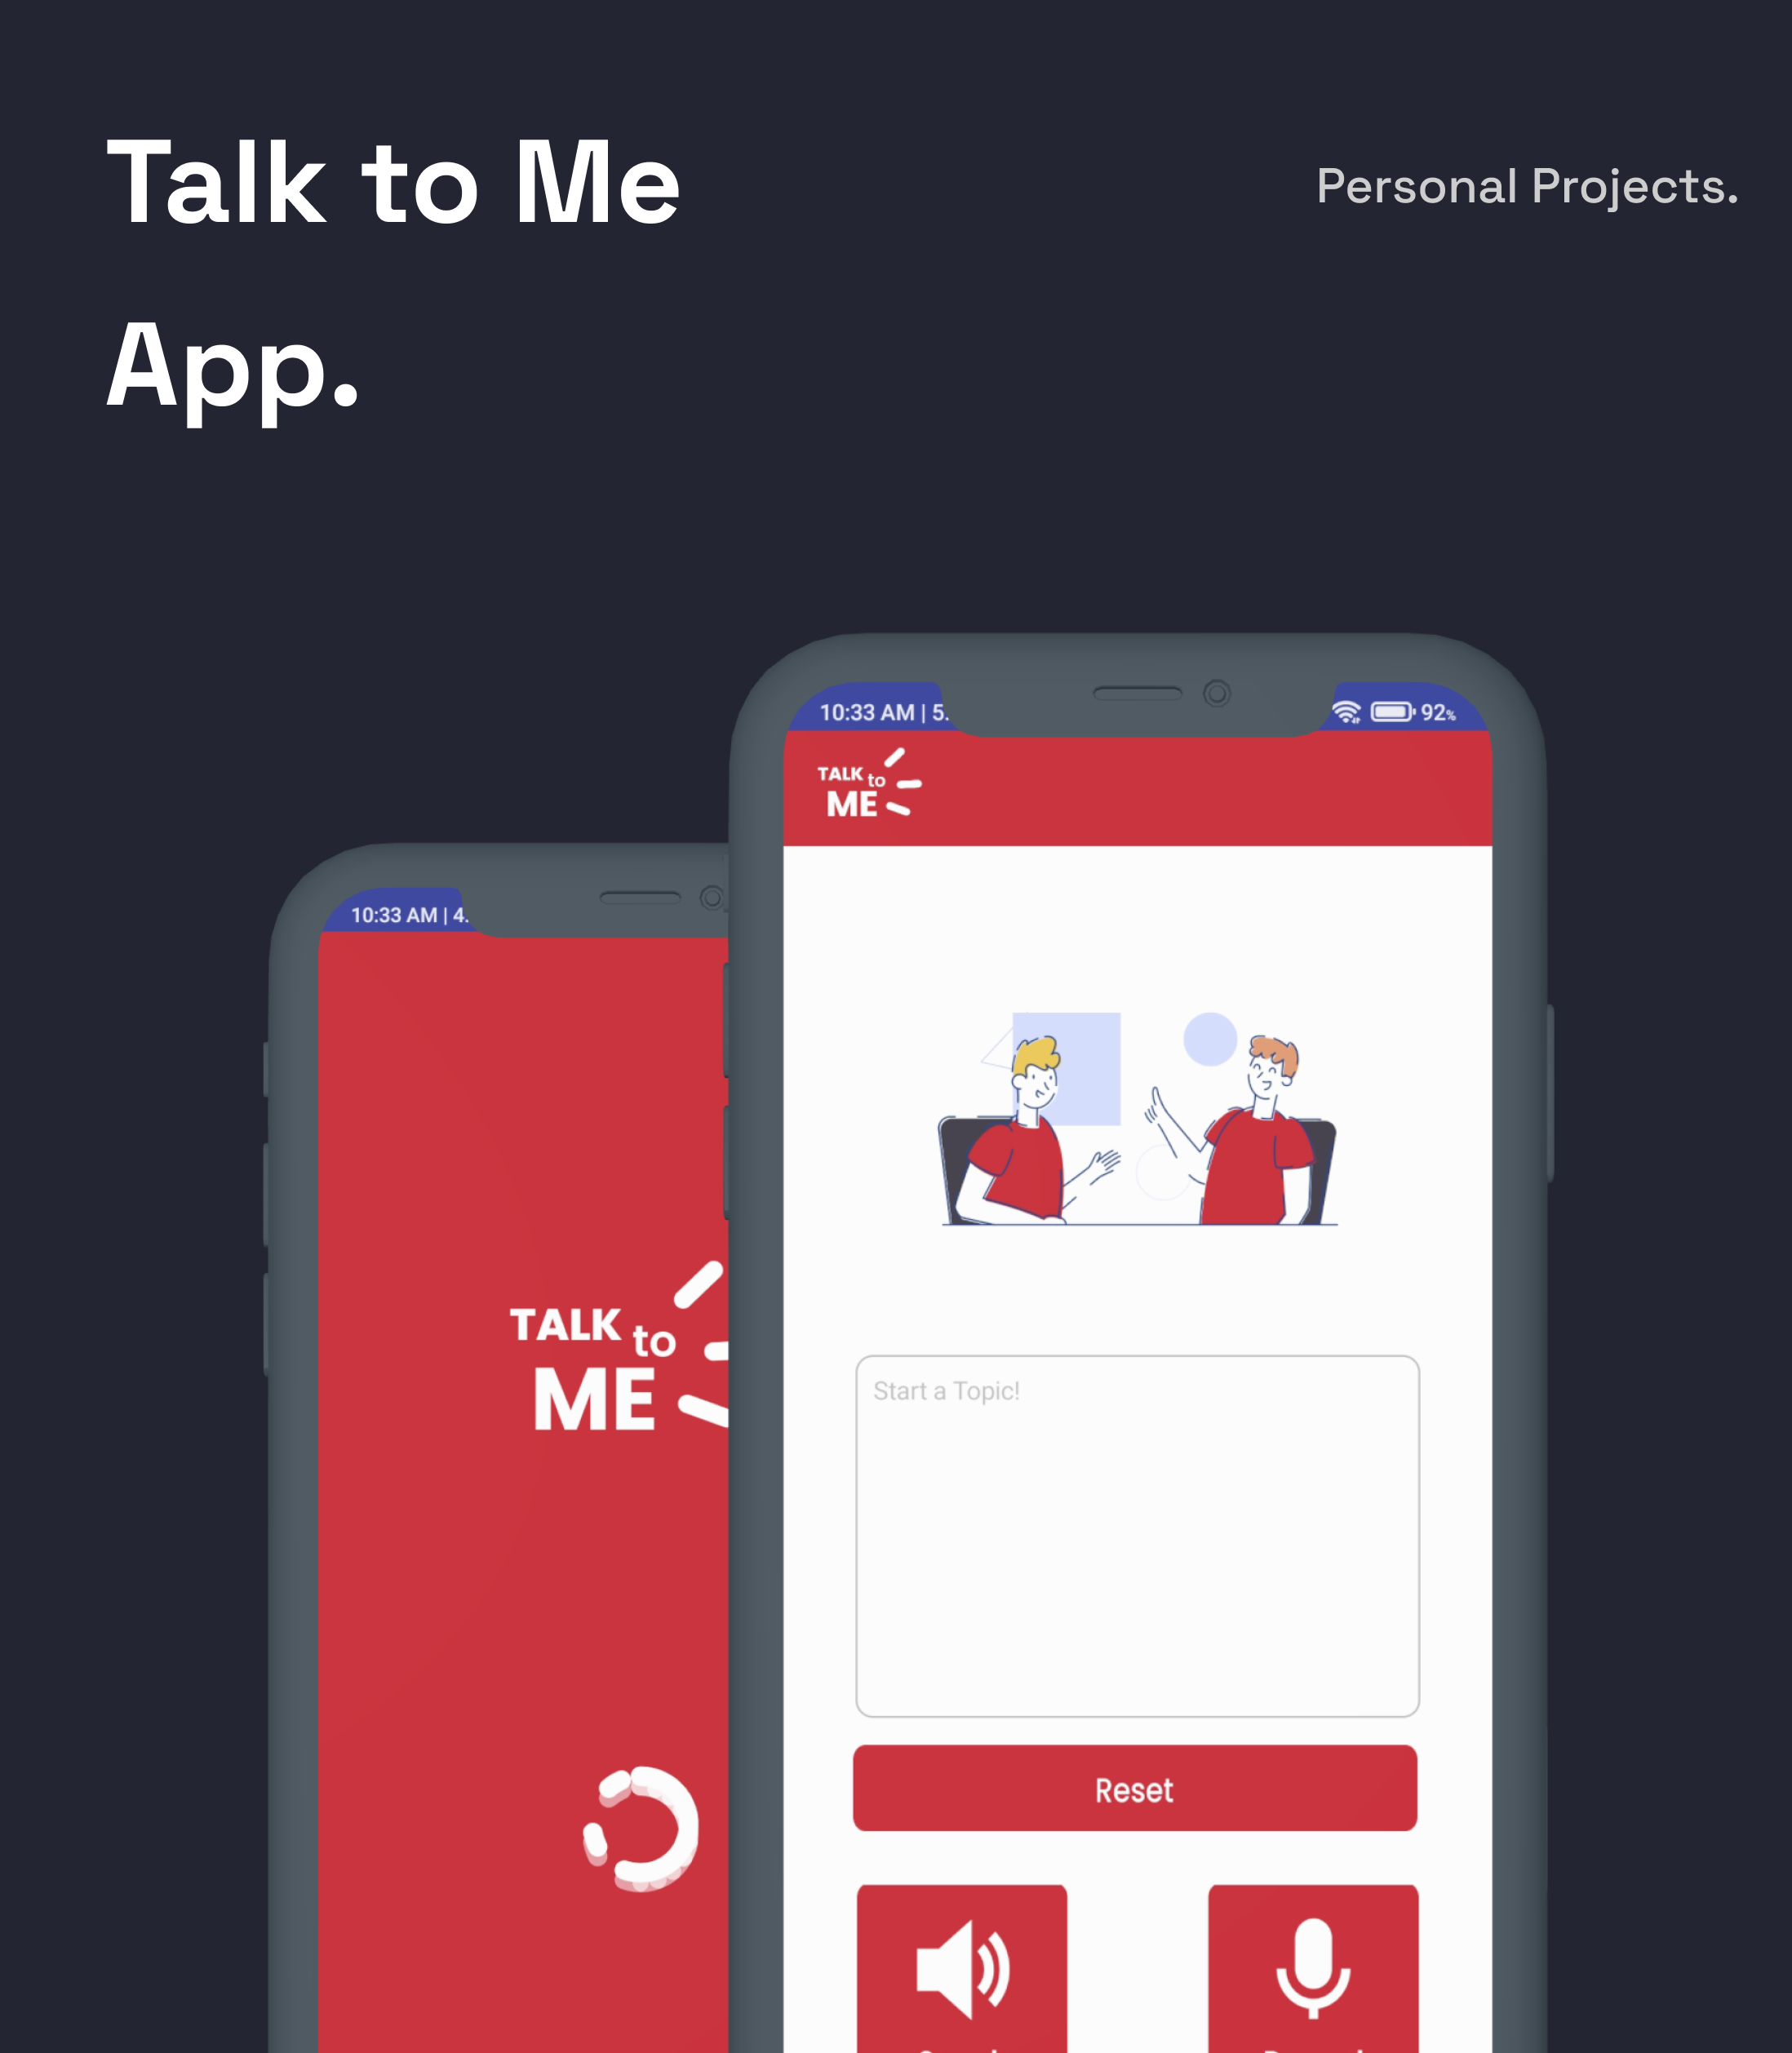 Talk to Me
App.
Personal Projects.
10:33 AM | 5.
92%
TALK to
ME
10:33 AM | 4.
TALK to
ME
Start a Topic!
Reset